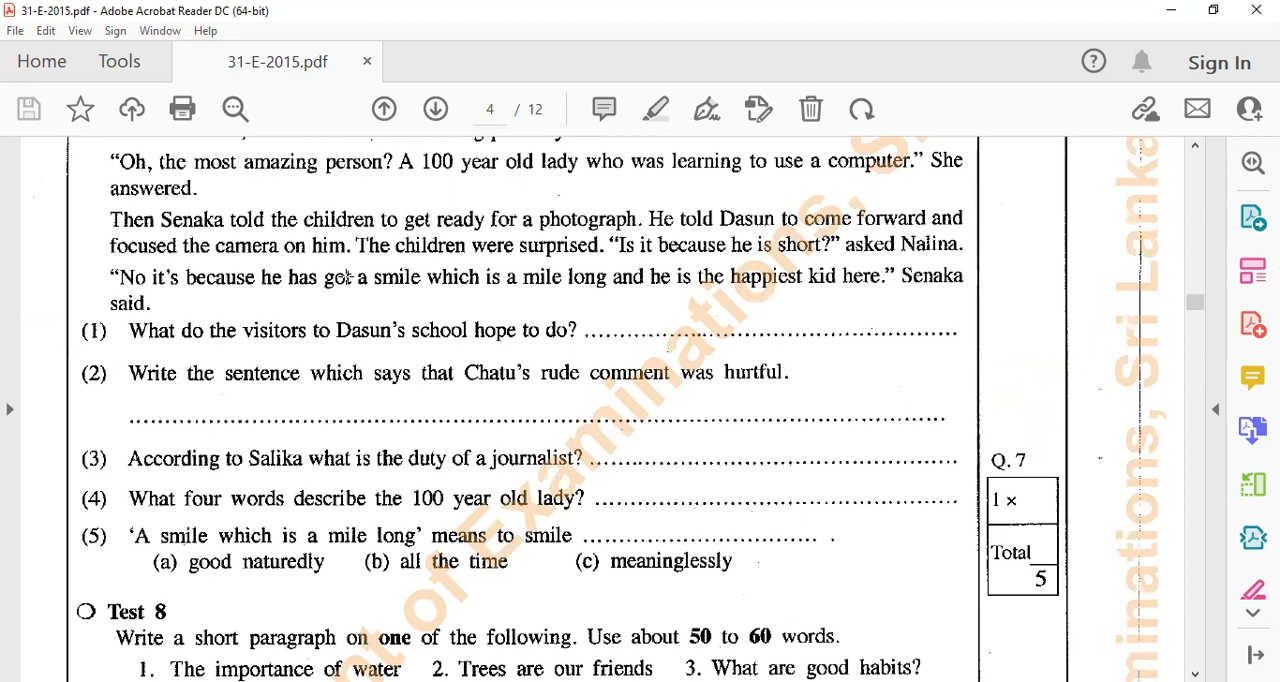 31-E-2015.pdf - Adobe Acrobat Reader DC (64-bit)
File Edit View Sign Window Help
Home Tools 31-E-2015.pdf × Sign In
4 / 12
"Oh, the most amazing person? A 100 year old lady who was learning to use a computer." She
answered.
Then Senaka told the children to get ready for a photograph. He told Dasun to come forward and
focused the camera on him. The children were surprised. "Is it because he is short?" asked Nalina.
"No it's because he has got a smile which is a mile long and he is the happiest kid here." Senaka
said.
(1) What do the visitors to Dasun's school hope to do? ................................................
(2) Write the sentence which says that Chatu's rude comment was hurtful.
................................................................................................
(3) According to Salika what is the duty of a journalist? ................................................
(4) What four words describe the 100 year old lady? ................................................
(5) 'A smile which is a mile long' means to smile ................................ .
(a) good naturedly (b) all the time (c) meaninglessly
Q. 7
1 ×
Total
5
Test 8
Write a short paragraph on one of the following. Use about 50 to 60 words.
1. The importance of water 2. Trees are our friends 3. What are good habits?
nt of Examinations, Sri Lanka
minations, Sri Lanka